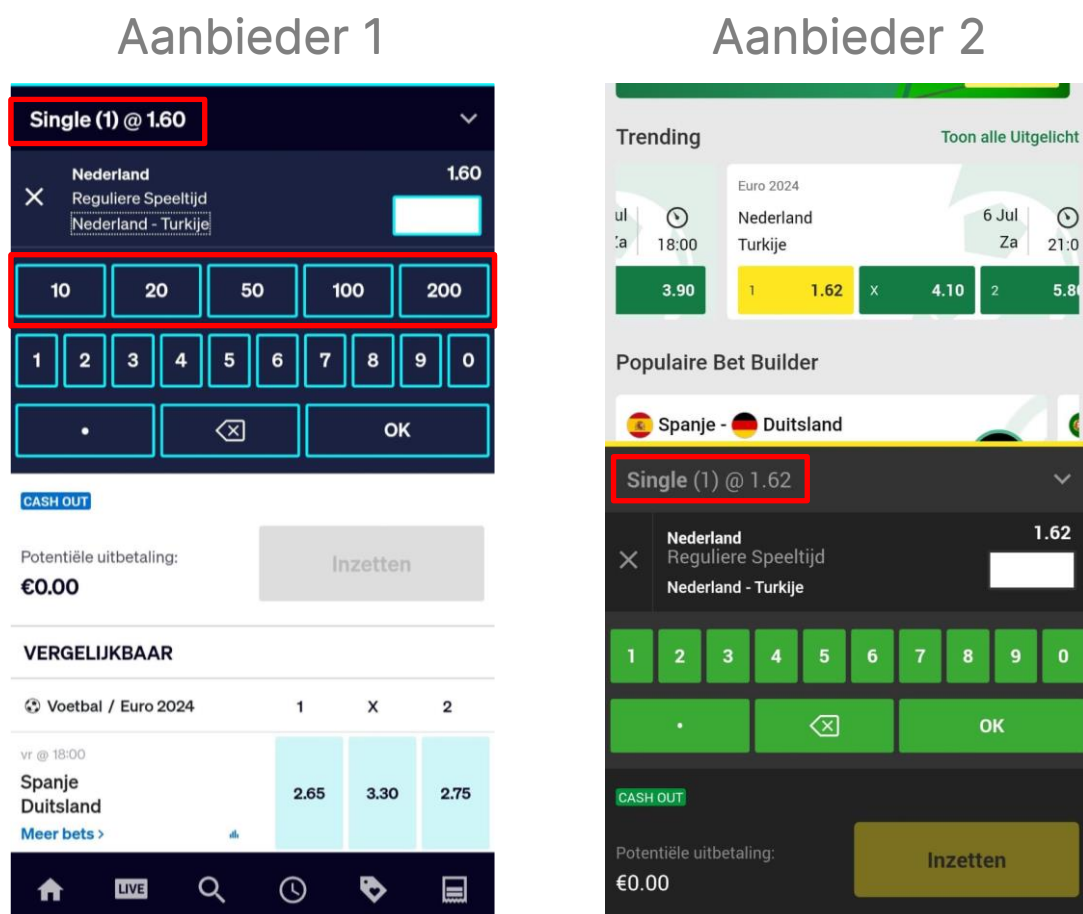 Aanbieder 1
Single (1) @ 1.60
Nederland 1.60
Reguliere Speeltijd
Nederland - Turkije
10 20 50 100 200
1 2 3 4 5 6 7 8 9 0
. OK
CASH OUT
Potentiële uitbetaling:
€0.00
Inzetten
VERGELIJKBAAR
Voetbal / Euro 2024 1 X 2
vr @ 18:00
Spanje
Duitsland
2.65 3.30 2.75
Meer bets >
LIVE
Aanbieder 2
Trending Toon alle Uitgelicht
Euro 2024
Nederland 6 Jul
Turkije Za
18:00
3.90 1 1.62 X 4.10 2
Populaire Bet Builder
Spanje - Duitsland
Single (1) @ 1.62
Nederland 1.62
Reguliere Speeltijd
Nederland - Turkije
1 2 3 4 5 6 7 8 9 0
. OK
CASH OUT
Potentiële uitbetaling:
€0.00
Inzetten